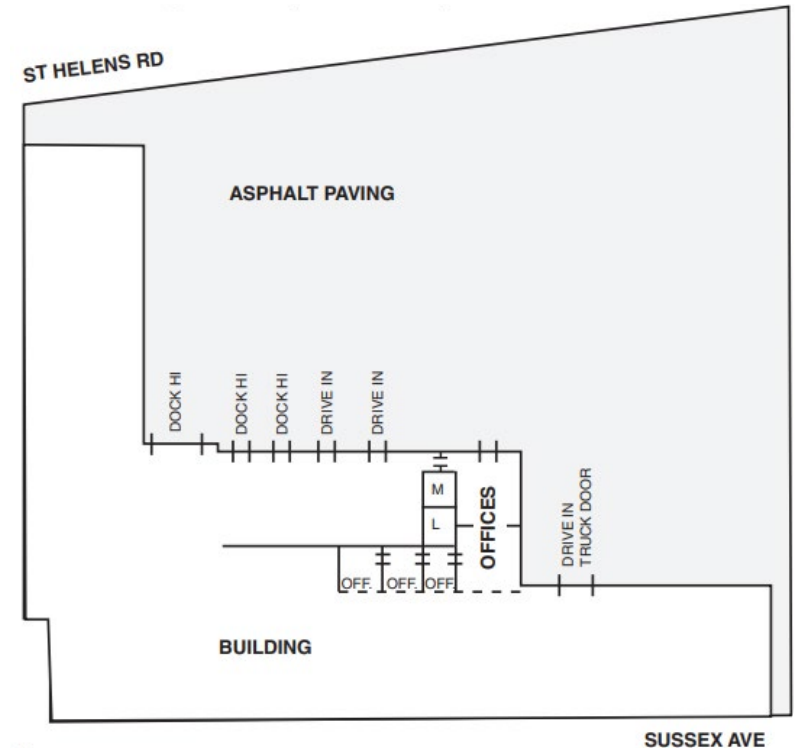 ST HELENS RD
ASPHALT PAVING
DOCK HI
DOCK HI
DOCK HI
DRIVE IN
DRIVE IN
M
L
OFFICES
DRIVE IN
TRUCK DOOR
OFF.
OFF.
OFF.
BUILDING
SUSSEX AVE